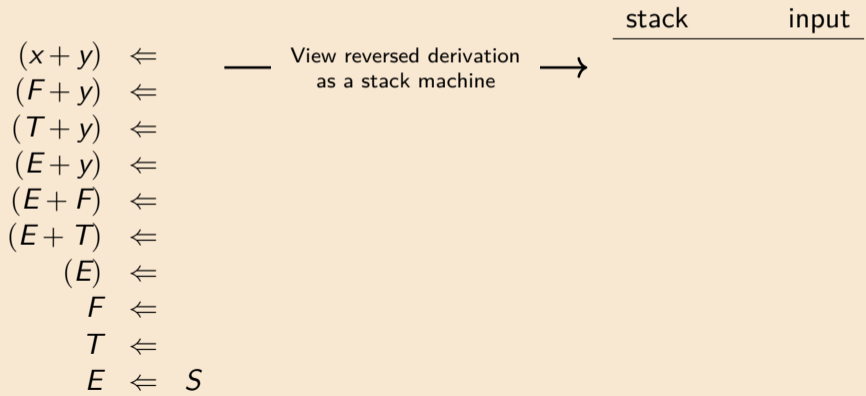 stack input
(x + y) ⇐
View reversed derivation
as a stack machine
(F + y) ⇐
(T + y) ⇐
(E + y) ⇐
(E + F) ⇐
(E + T) ⇐
(E) ⇐
F ⇐
T ⇐
E ⇐ S